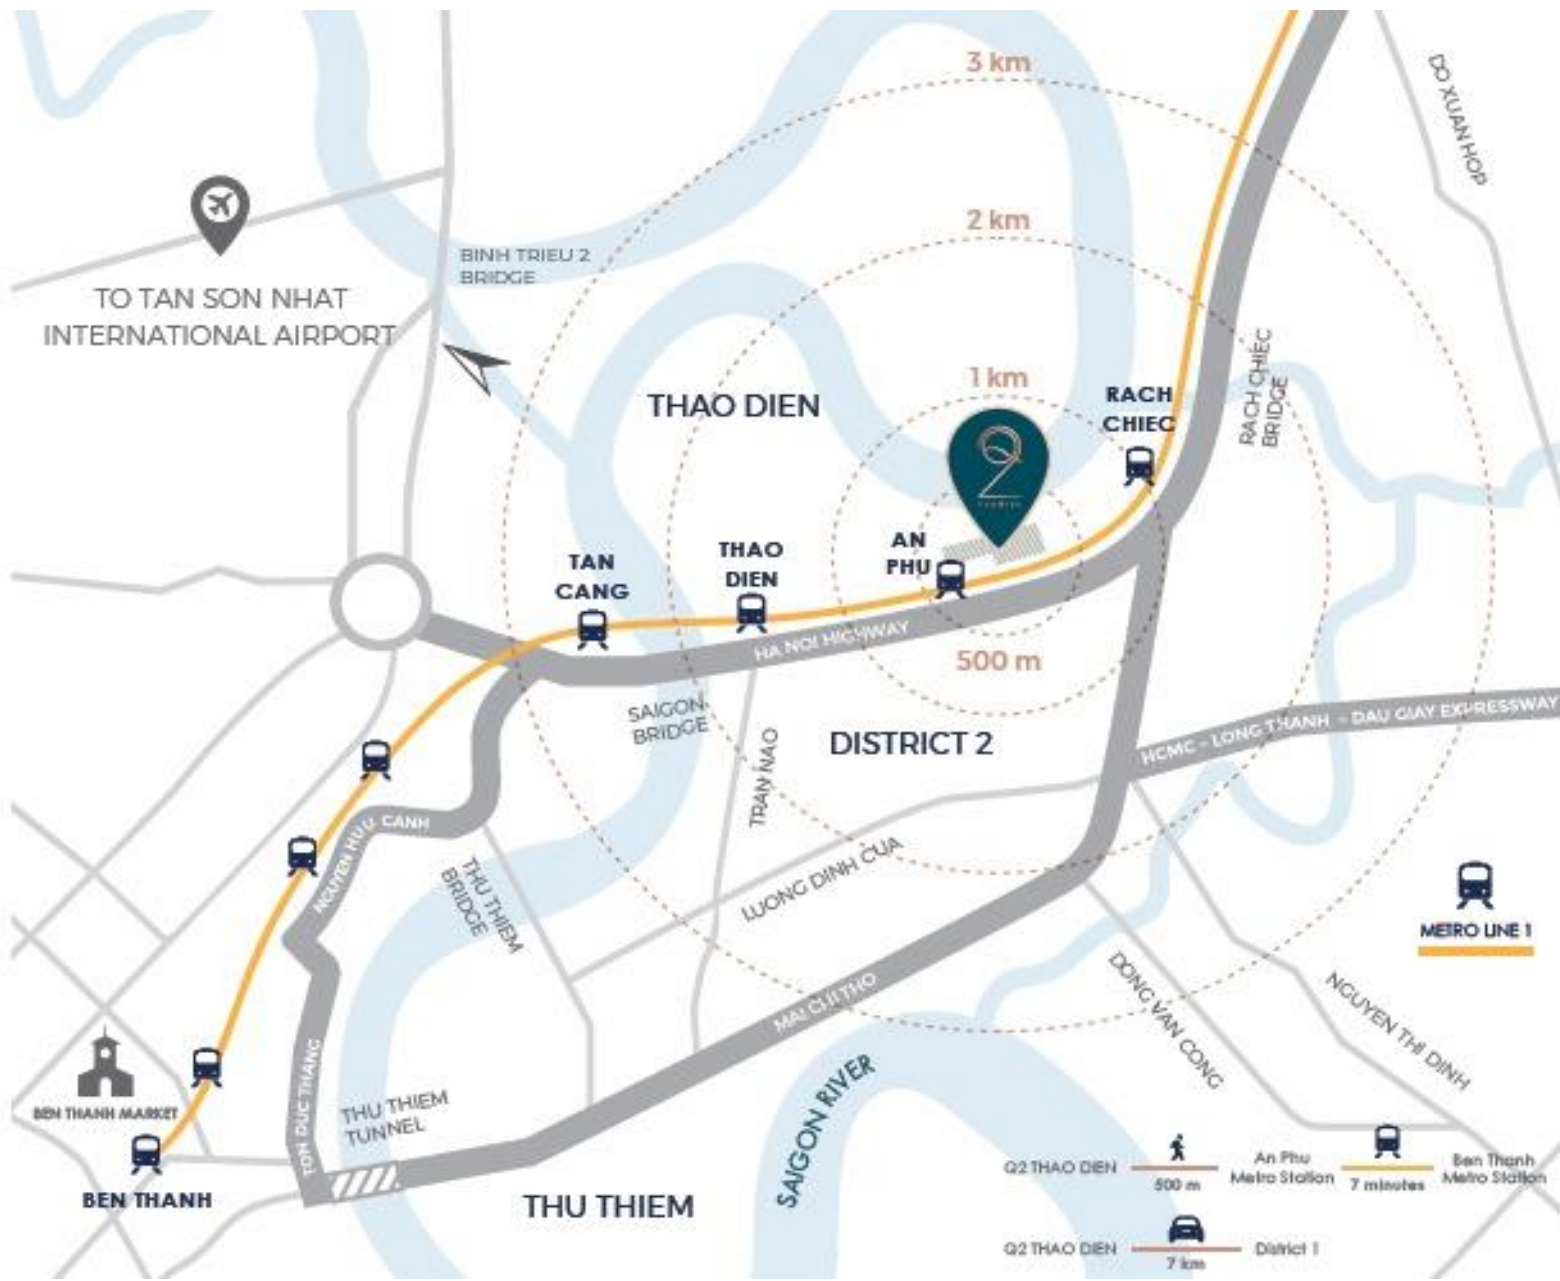 3 km
DO XUAN HOP
2 km
BINH TRIEU 2
BRIDGE
TO TAN SON NHAT
INTERNATIONAL AIRPORT
RACH CHIEC
BRIDGE
1 km
THAO DIEN
RACH
CHIEC
Q2
AN
PHU
THAO
DIEN
TAN
CANG
HA NOI HIGHWAY
500 m
SAIGON
BRIDGE
DISTRICT 2
HCMC - LONG THANH - DAU GIAY EXPRESSWAY
TRAN NAO
NGUYEN HUU CANH
THU THIEM
BRIDGE
LUONG DINH CUA
METRO LINE 1
MAI CHI THO
DONG VAN CONG
NGUYEN THI DINH
TON DUC THANG
BEN THANH MARKET
THU THIEM
TUNNEL
SAIGON RIVER
BEN THANH
THU THIEM
Q2 THAO DIEN
500 m
An Phu
Metro Station
7 minutes
Ben Thanh
Metro Station
Q2 THAO DIEN
7 km
District 1